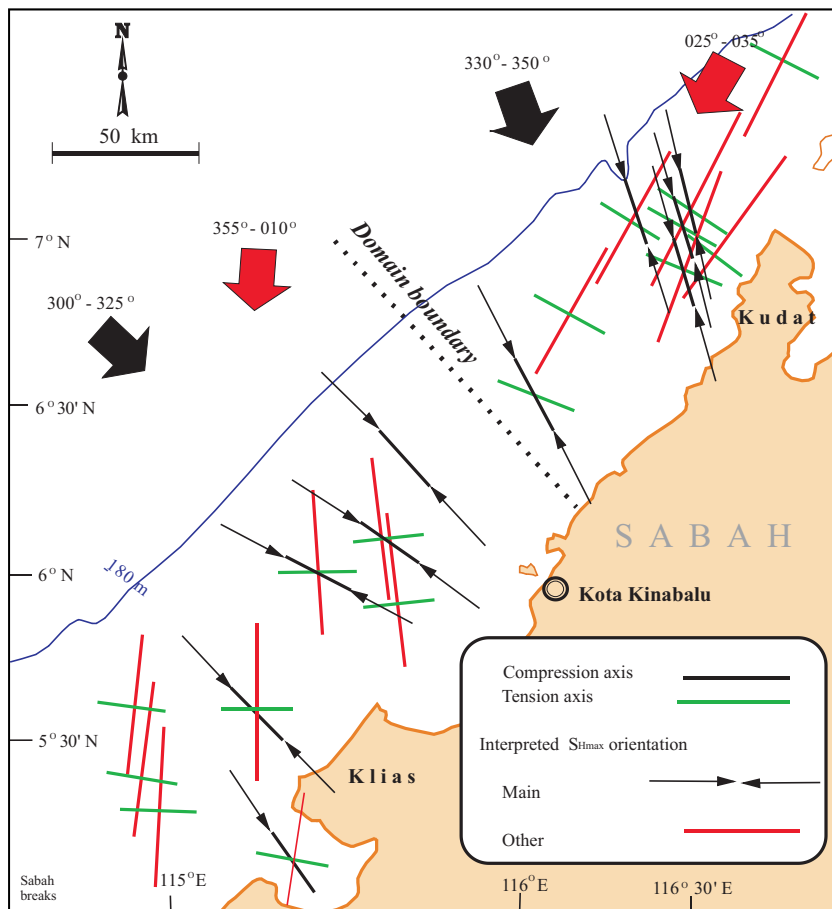 N
50 km
330° - 350°
025° - 035°
355° - 010°
300° - 325°
Domain boundary
7° N
6° 30' N
6° N
5° 30' N
180 m
Kudat
SABAH
Kota Kinabalu
Klias
Compression axis
Tension axis
Interpreted SHmax orientation
Main
Other
Sabah
breaks
115° E
116° E
116° 30' E